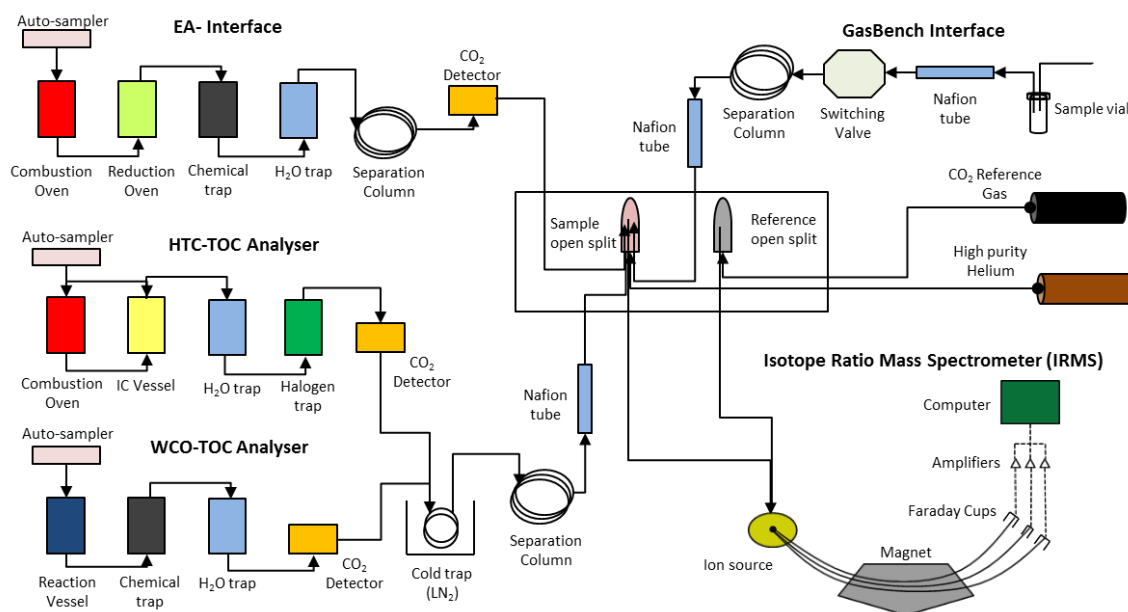 Auto-sampler
EA- Interface
CO2
Detector
Combustion
Oven
Reduction
Oven
Chemical
trap
H2O trap
Separation
Column
GasBench Interface
Nafion
tube
Separation
Column
Switching
Valve
Nafion
tube
Sample vial
CO2 Reference
Gas
High purity
Helium
Sample
open split
Reference
open split
Auto-sampler
HTC-TOC Analyser
Combustion
Oven
IC Vessel
H2O trap
Halogen
trap
CO2
Detector
Auto-sampler
WCO-TOC Analyser
Reaction
Vessel
Chemical
trap
H2O trap
CO2
Detector
Cold trap
(LN2)
Separation
Column
Nafion
tube
Isotope Ratio Mass Spectrometer (IRMS)
Computer
Amplifiers
Faraday Cups
Magnet
Ion source